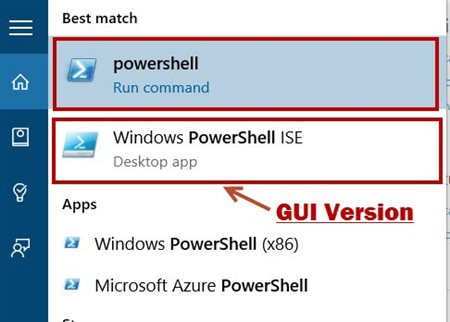 Best match
powershell
Run command
Windows PowerShell ISE
Desktop app
GUI Version
Apps
Windows PowerShell (x86)
Microsoft Azure PowerShell